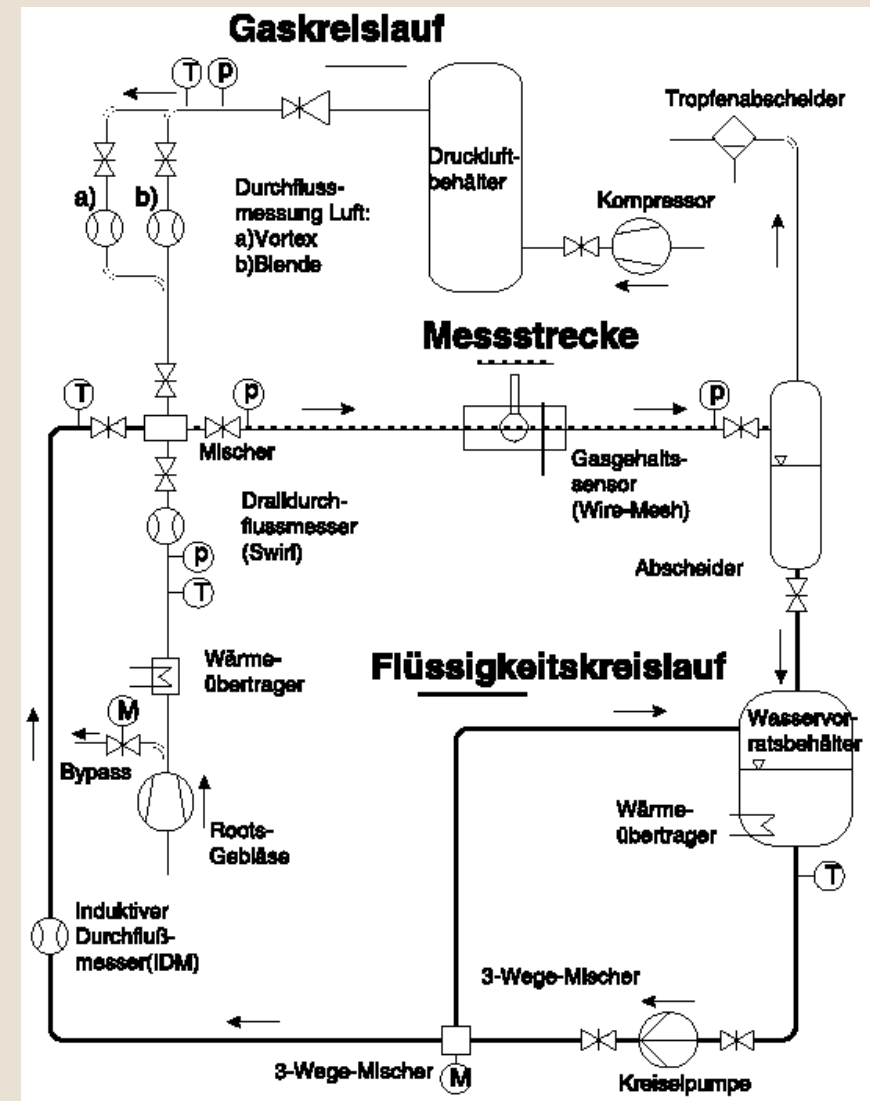 Gaskreislauf
T
p
Tropfenabscheider
Druckluft-
behälter
a)
b)
Durchfluss-
messung Luft:
a)Vortex
b)Blende
Kompressor
Messstrecke
T
p
p
Mischer
Gasgehalts-
sensor
(Wire-Mesh)
Dralldurch-
flussmesser
(Swirl)
p
T
Abscheider
Wärme-
übertrager
Flüssigkeitskreislauf
M
Bypass
Wasservor-
ratsbehälter
Wärme-
übertrager
Roots-
Gebläse
T
Induktiver
Durchfluß-
messer(IDM)
3-Wege-Mischer
3-Wege-Mischer
M
Kreiselpumpe